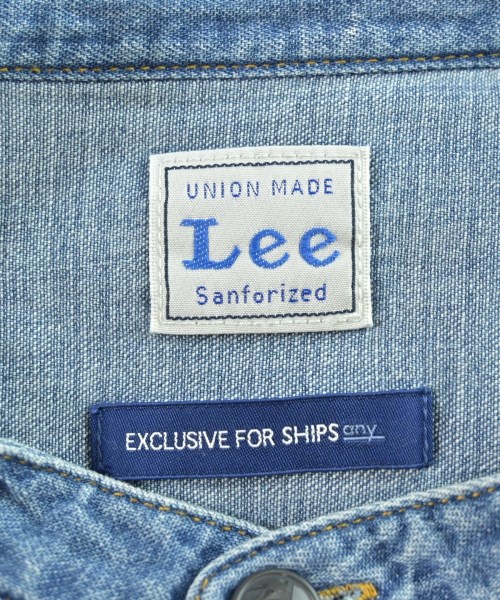 UNION MADE
Lee
Sanforized
EXCLUSIVE FOR SHIPS any